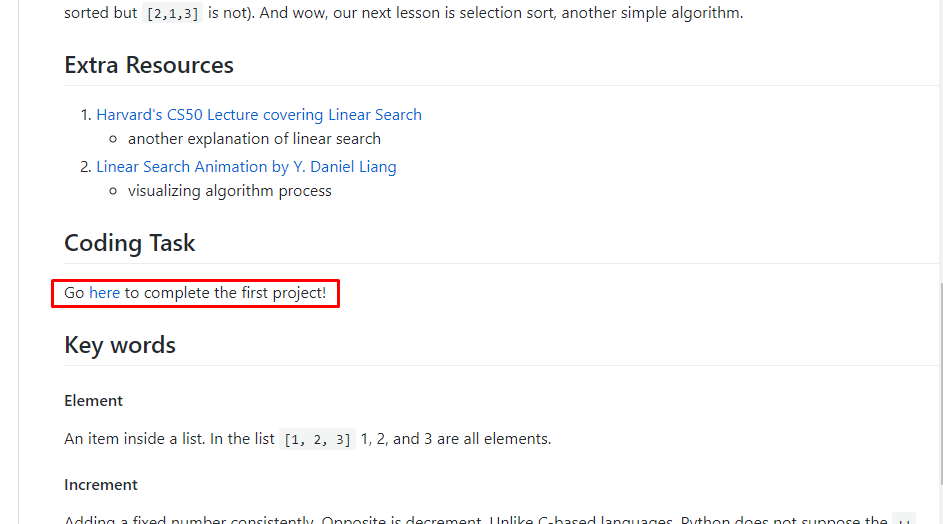 sorted but [2,1,3] is not). And wow, our next lesson is selection sort, another simple algorithm.
Extra Resources
1. Harvard's CS50 Lecture covering Linear Search
another explanation of linear search
2. Linear Search Animation by Y. Daniel Liang
visualizing algorithm process
Coding Task
Go here to complete the first project!
Key words
Element
An item inside a list. In the list [1, 2, 3] 1, 2, and 3 are all elements.
Increment
Adding a fixed number consistently. Opposite is decrement. Unlike C-based languages, Python does not suppose the